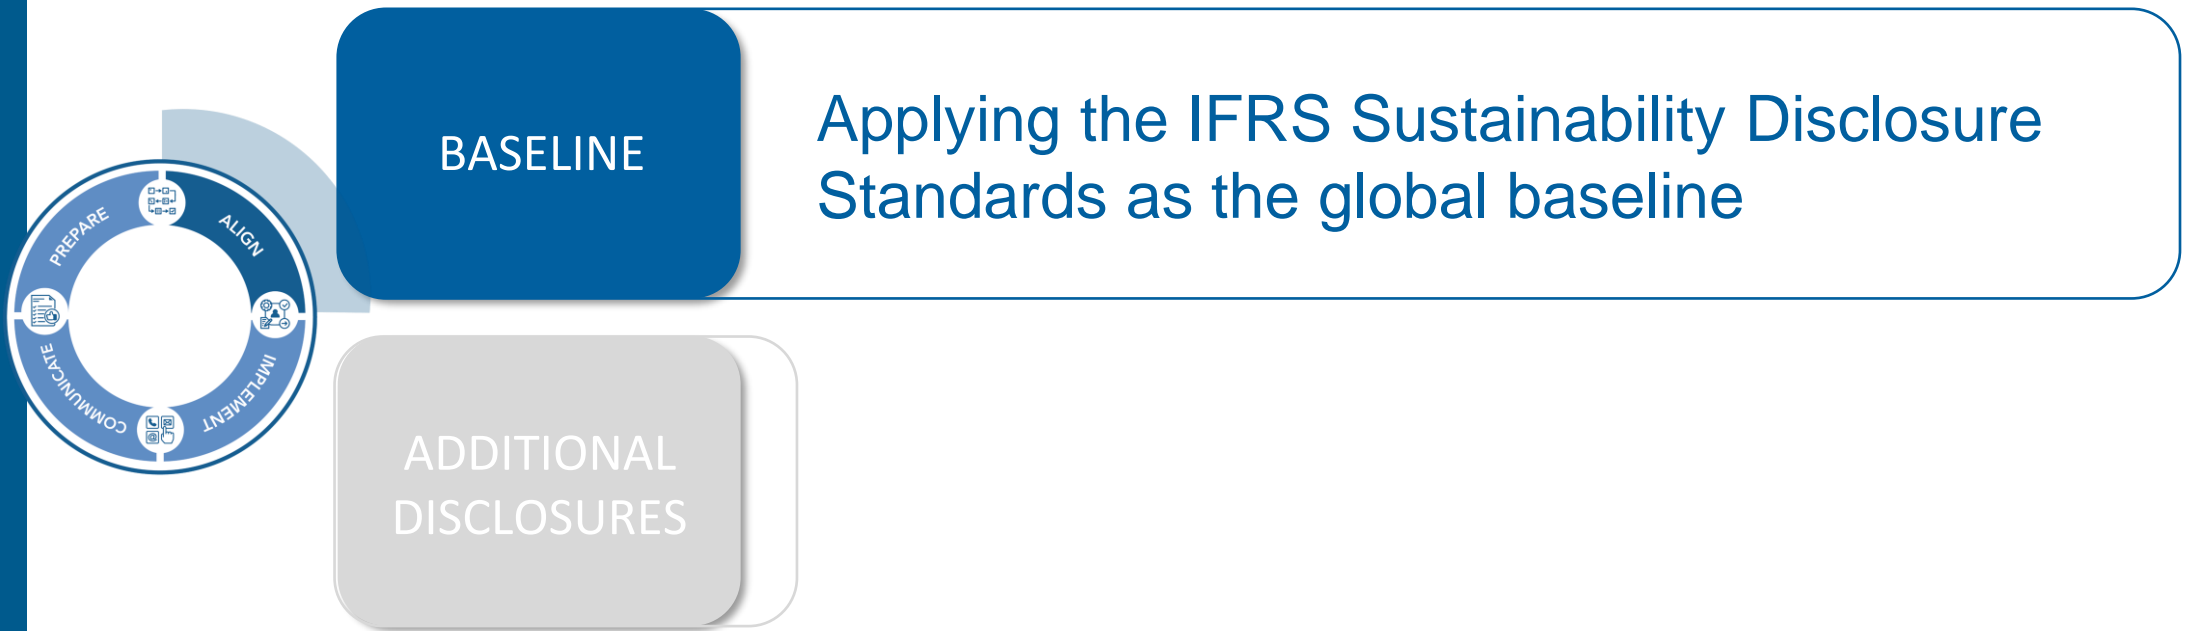 BASELINE
Applying the IFRS Sustainability Disclosure
Standards as the global baseline
PREPARE
ALIGN
COMMUNICATE
IMPLEMENT
ADDITIONAL
DISCLOSURES